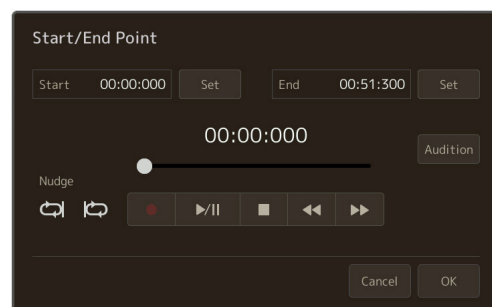 Start/End Point
Start 00:00:000 Set End 00:51:300 Set
00:00:000
Audition
Nudge
Cancel OK